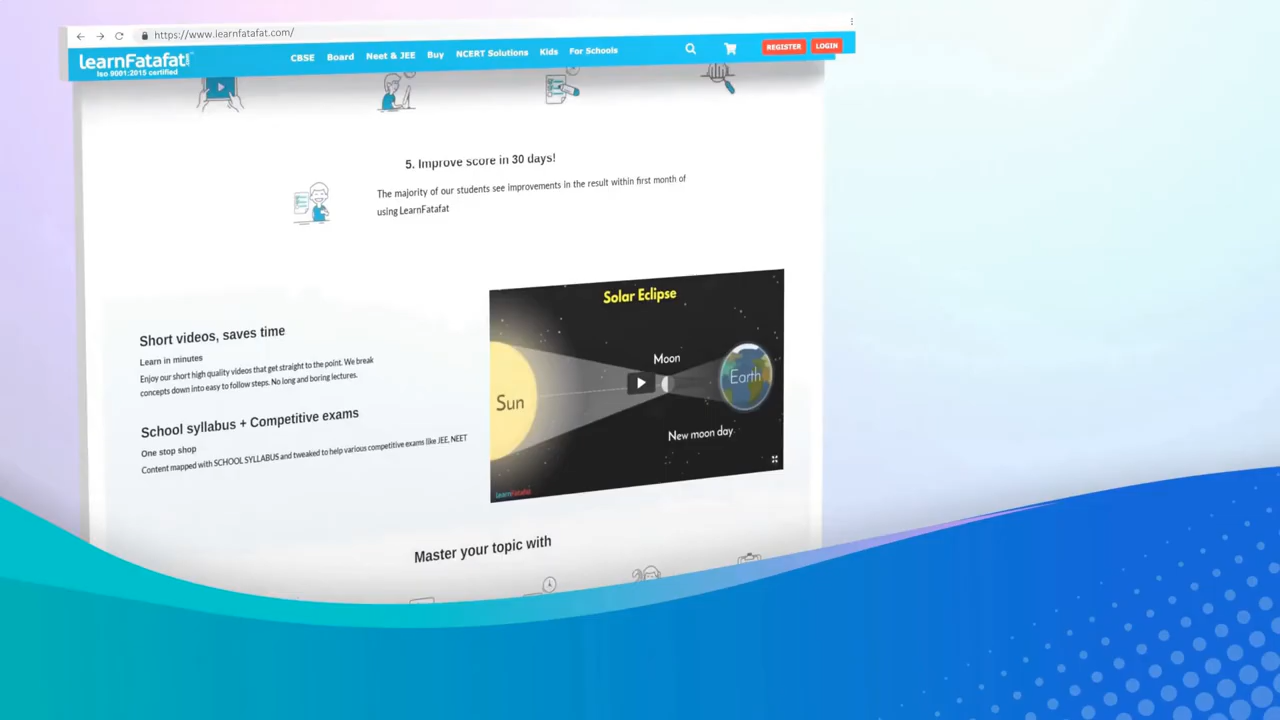 https://www.learnfatafat.com/
learnFatafat!
Iso 9001:2015 certified
CBSE Board Neet & JEE Buy NCERT Solutions Kids For Schools
REGISTER LOGIN
5. Improve score in 30 days!
The majority of our students see improvements in the result within first month of
using LearnFatafat
Short videos, saves time
Learn in minutes
Enjoy our short high quality videos that get straight to the point. We break
concepts down into easy to follow steps. No long and boring lectures.
School syllabus + Competitive exams
One stop shop
Content mapped with SCHOOL SYLLABUS and tweaked to help various competitive exams like JEE, NEET
Solar Eclipse
Moon
Earth
Sun
New moon day
learnFatafat
Master your topic with